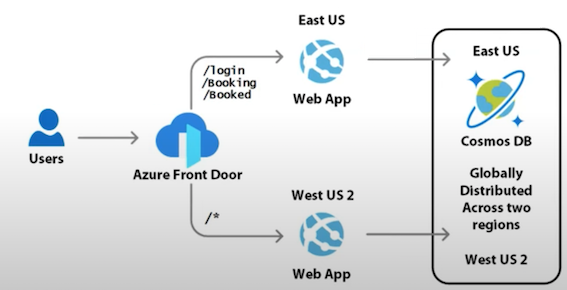 East US
/login
/Booking
/Booked
Web App
Users
Azure Front Door
West US 2
/*
Web App
East US
Cosmos DB
Globally
Distributed
Across two
regions
West US 2